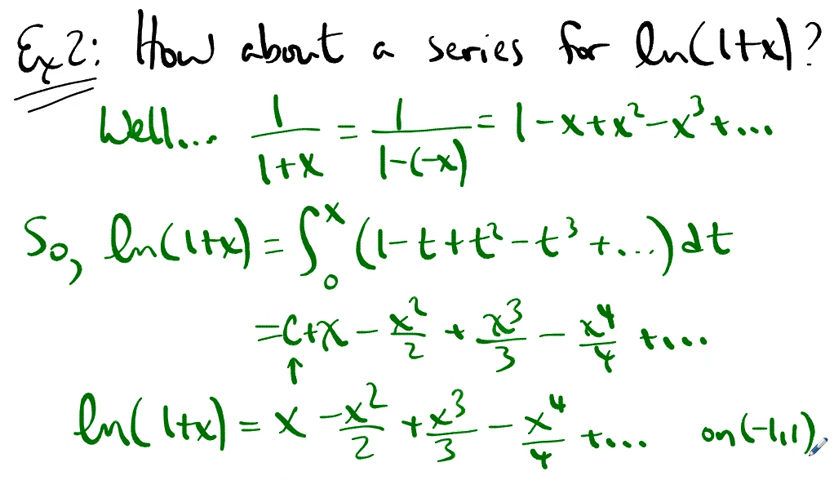 Ex2: How about a series for ln(1+x)?
Well... 1/(1+x) = 1/(1-(-x)) = 1-x+x²-x³+...
So, ln(1+x) = ∫₀ˣ (1-t+t²-t³+...)dt
=C+x - x²/2 + x³/3 - x⁴/4 +...
↑
ln(1+x) = x - x²/2 + x³/3 - x⁴/4 +... on (-1,1)